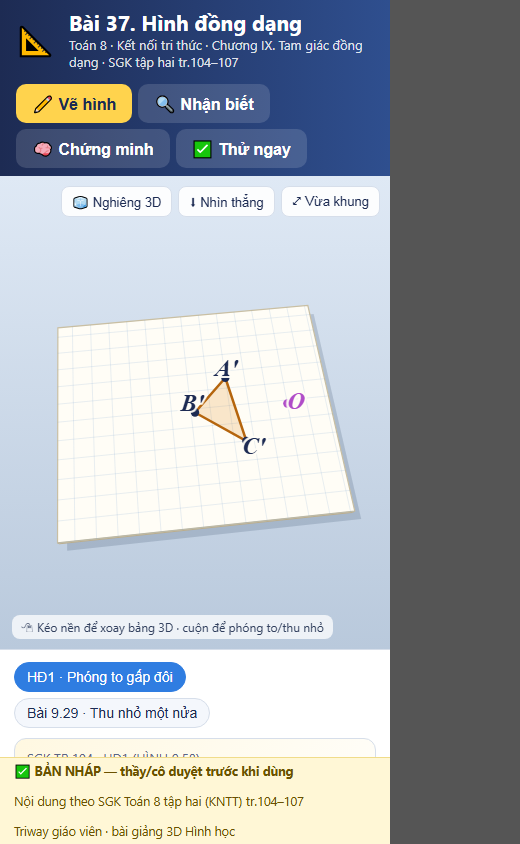 Bài 37. Hình đồng dạng
Toán 8 · Kết nối tri thức · Chương IX. Tam giác đồng
dạng · SGK tập hai tr.104–107
Vẽ hình
Nhận biết
Chứng minh
Thử ngay
Nghiêng 3D
Nhìn thẳng
Vừa khung
A'
B'
O
C'
Kéo nền để xoay bảng 3D · cuộn để phóng to/thu nhỏ
HĐ1 · Phóng to gấp đôi
Bài 9.29 · Thu nhỏ một nửa
BẢN NHÁP — thầy/cô duyệt trước khi dùng
Nội dung theo SGK Toán 8 tập hai (KNTT) tr.104–107
Triway giáo viên · bài giảng 3D Hình học